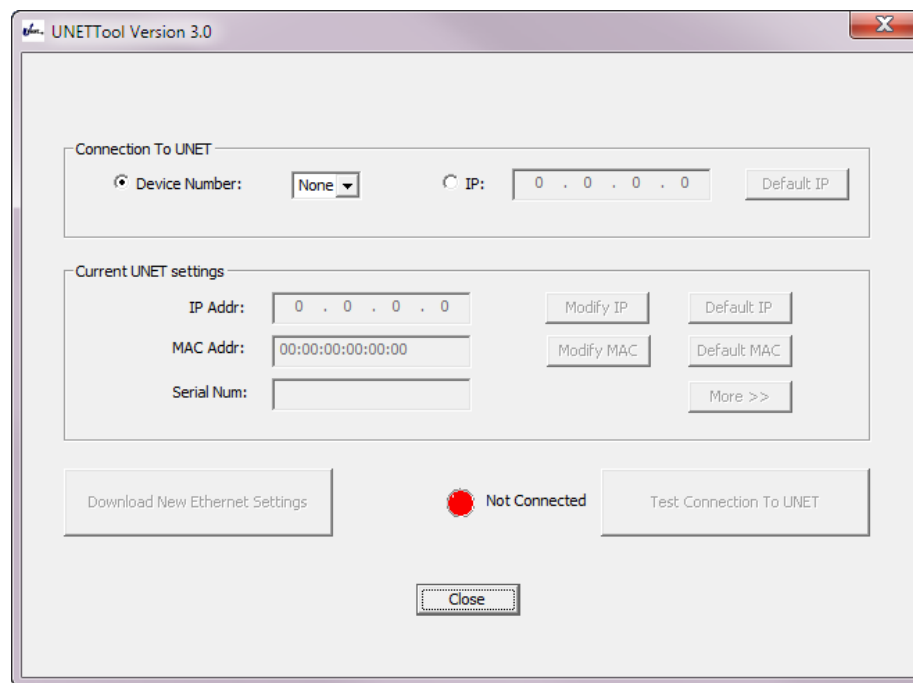 UNETTool Version 3.0
Connection To UNET
Device Number: None IP: 0 . 0 . 0 . 0 Default IP
Current UNET settings
IP Addr: 0 . 0 . 0 . 0 Modify IP Default IP
MAC Addr: 00:00:00:00:00:00 Modify MAC Default MAC
Serial Num: More >>
Download New Ethernet Settings Not Connected Test Connection To UNET
Close